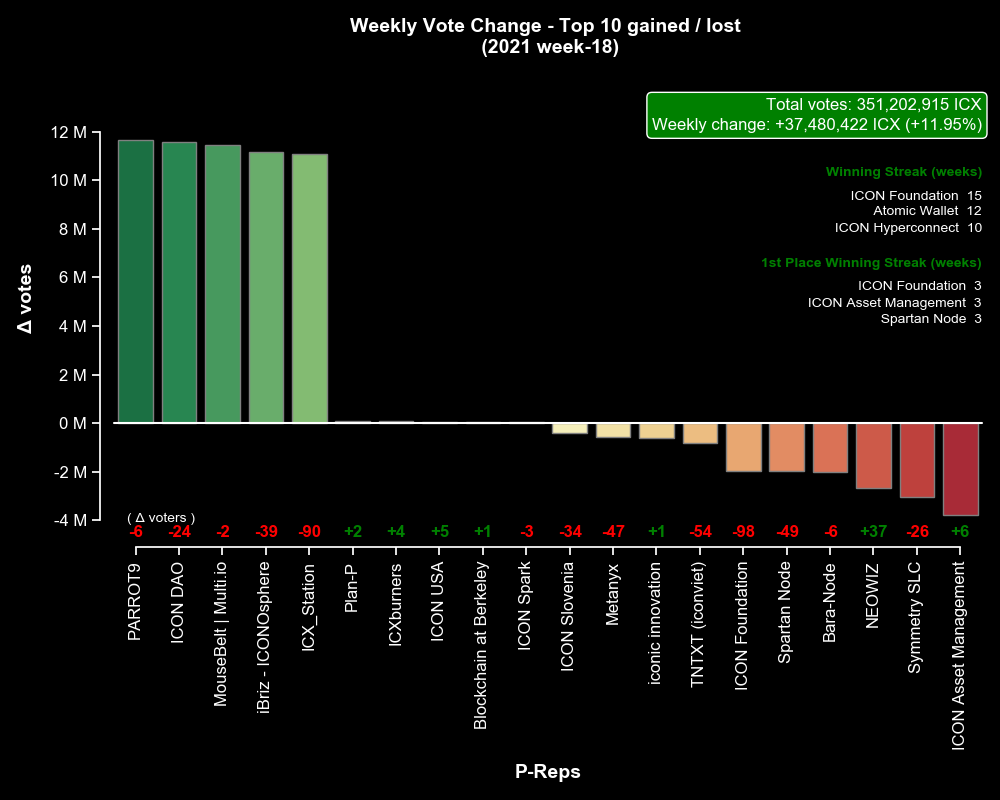 Weekly Vote Change - Top 10 gained / lost
(2021 week-18)
Total votes: 351,202,915 ICX
Weekly change: +37,480,422 ICX (+11.95%)
Winning Streak (weeks)
ICON Foundation 15
Atomic Wallet 12
ICON Hyperconnect 10
1st Place Winning Streak (weeks)
ICON Foundation 3
ICON Asset Management 3
Spartan Node 3
Δ votes
12 M
10 M
8 M
6 M
4 M
2 M
0 M
-2 M
-4 M
( Δ voters )
-6 -24 -2 -39 -90 +2 +4 +5 +1 -3 -34 -47 +1 -54 -98 -49 -6 +37 -26 +6
PARROT9
ICON DAO
MouseBelt | Multi.io
iBriz - ICONOsphere
ICX_Station
Plan-P
ICXburners
ICON USA
Blockchain at Berkeley
ICON Spark
ICON Slovenia
Metanyx
iconic innovation
TNTXT (iconviet)
ICON Foundation
Spartan Node
Bara-Node
NEOWIZ
Symmetry SLC
ICON Asset Management
P-Reps